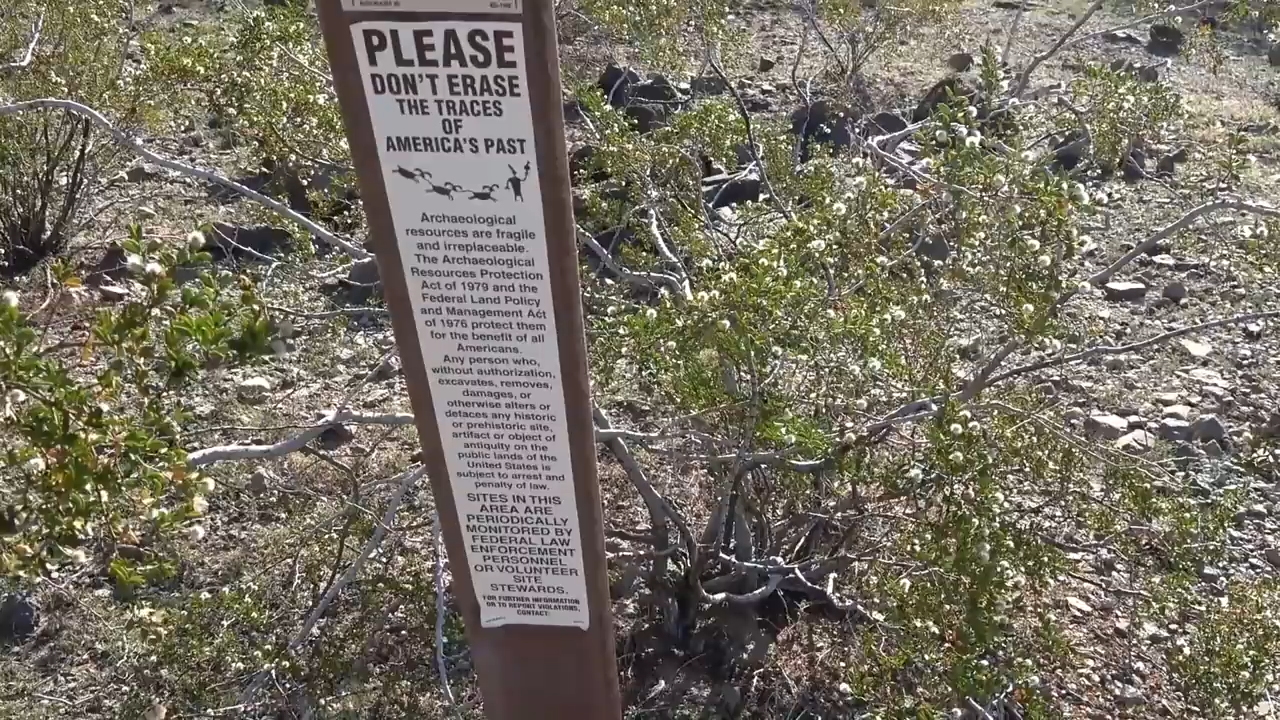 PLEASE
DON'T ERASE
THE TRACES
OF
AMERICA'S PAST
Archaeological
resources are fragile
and irreplaceable.
The Archaeological
Resources Protection
Act of 1979 and the
Federal Land Policy
and Management Act
of 1976 protect them
for the benefit of all
Americans.
Any person who,
without authorization,
excavates, removes,
damages, or
otherwise alters or
defaces any historic
or prehistoric site,
artifact or object of
antiquity on the
public lands of the
United States is
subject to arrest and
penalty of law.
SITES IN THIS
AREA ARE
PERIODICALLY
MONITORED BY
FEDERAL LAW
ENFORCEMENT
PERSONNEL
OR VOLUNTEER
SITE
STEWARDS.
FOR FURTHER INFORMATION
OR TO REPORT VIOLATIONS,
CONTACT: